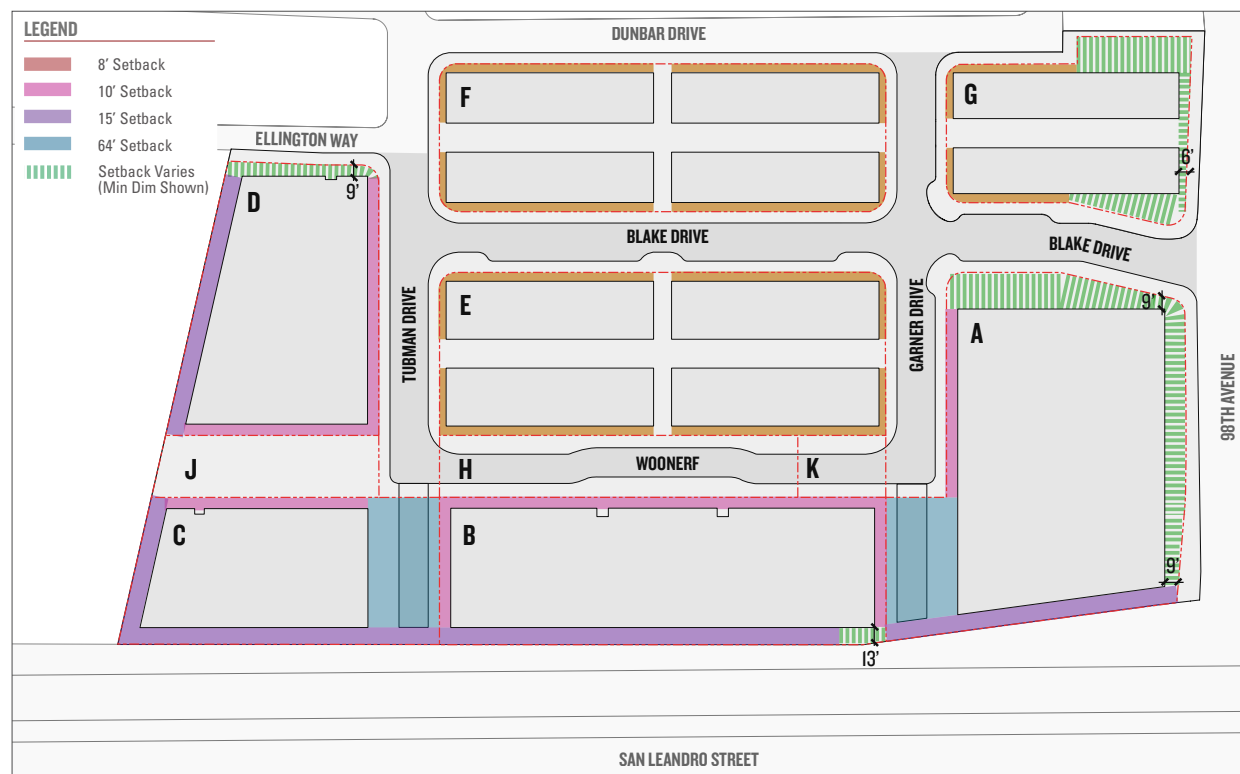 LEGEND
8’ Setback
10’ Setback
15’ Setback
64’ Setback
Setback Varies
(Min Dim Shown)
DUNBAR DRIVE
ELLINGTON WAY
F
G
6’
9’
D
BLAKE DRIVE
BLAKE DRIVE
TUBMAN DRIVE
E
GARNER DRIVE
9’
A
98TH AVENUE
J
H
WOONERF
K
C
B
9’
13’
SAN LEANDRO STREET